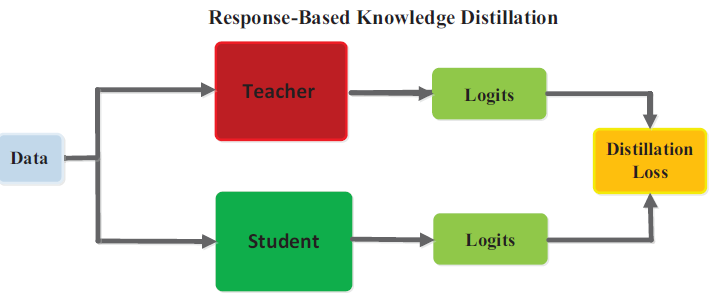 Response-Based Knowledge Distillation
Teacher
Logits
Data
Distillation
Loss
Student
Logits